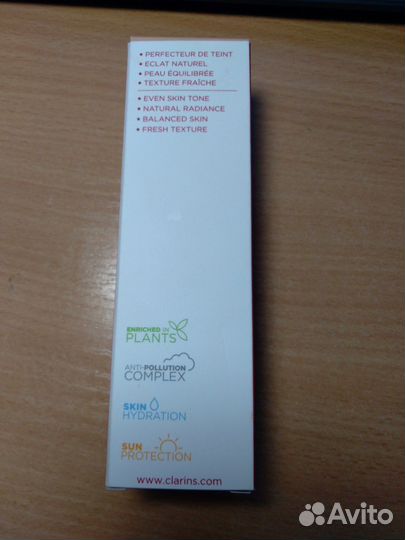 • PERFECTEUR DE TEINT
• ECLAT NATUREL
• PEAU ÉQUILIBRÉE
• TEXTURE FRAÎCHE
• EVEN SKIN TONE
• NATURAL RADIANCE
• BALANCED SKIN
• FRESH TEXTURE
ENRICHED IN
PLANTS
ANTI-POLLUTION
COMPLEX
SKIN
HYDRATION
SUN
PROTECTION
www.clarins.com
Avito